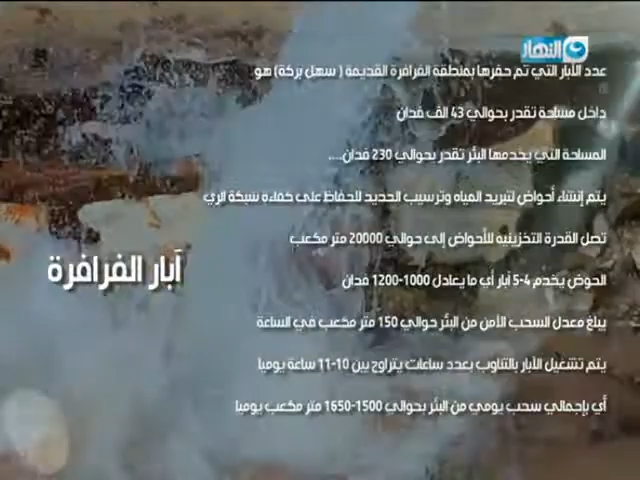 النهار
عدد الآبار التي تم حفرها بمنطقة الفرافرة القديمة ( سهل بركة) هو
داخل مساحة تقدر بحوالي 43 الف فدان
المساحة التي يخدمها البئر تقدر بحوالي 230 فدان....
يتم إنشاء أحواض لتبريد المياه وترسيب الحديد للحفاظ على كفاءة شبكة الري
تصل القدرة التخزينية للأحواض إلى حوالي 20000 متر مكعب
الحوض يخدم 4-5 آبار أي ما يعادل 1000-1200 فدان
يبلغ معدل السحب الآمن من البئر حوالي 150 متر مكعب في الساعة
يتم تشغيل الآبار بالتناوب بعدد ساعات يتراوح بين 10-11 ساعة يوميا
أي بإجمالي سحب يومي من البئر بحوالي 1500-1650 متر مكعب يوميا
آبار الفرافرة